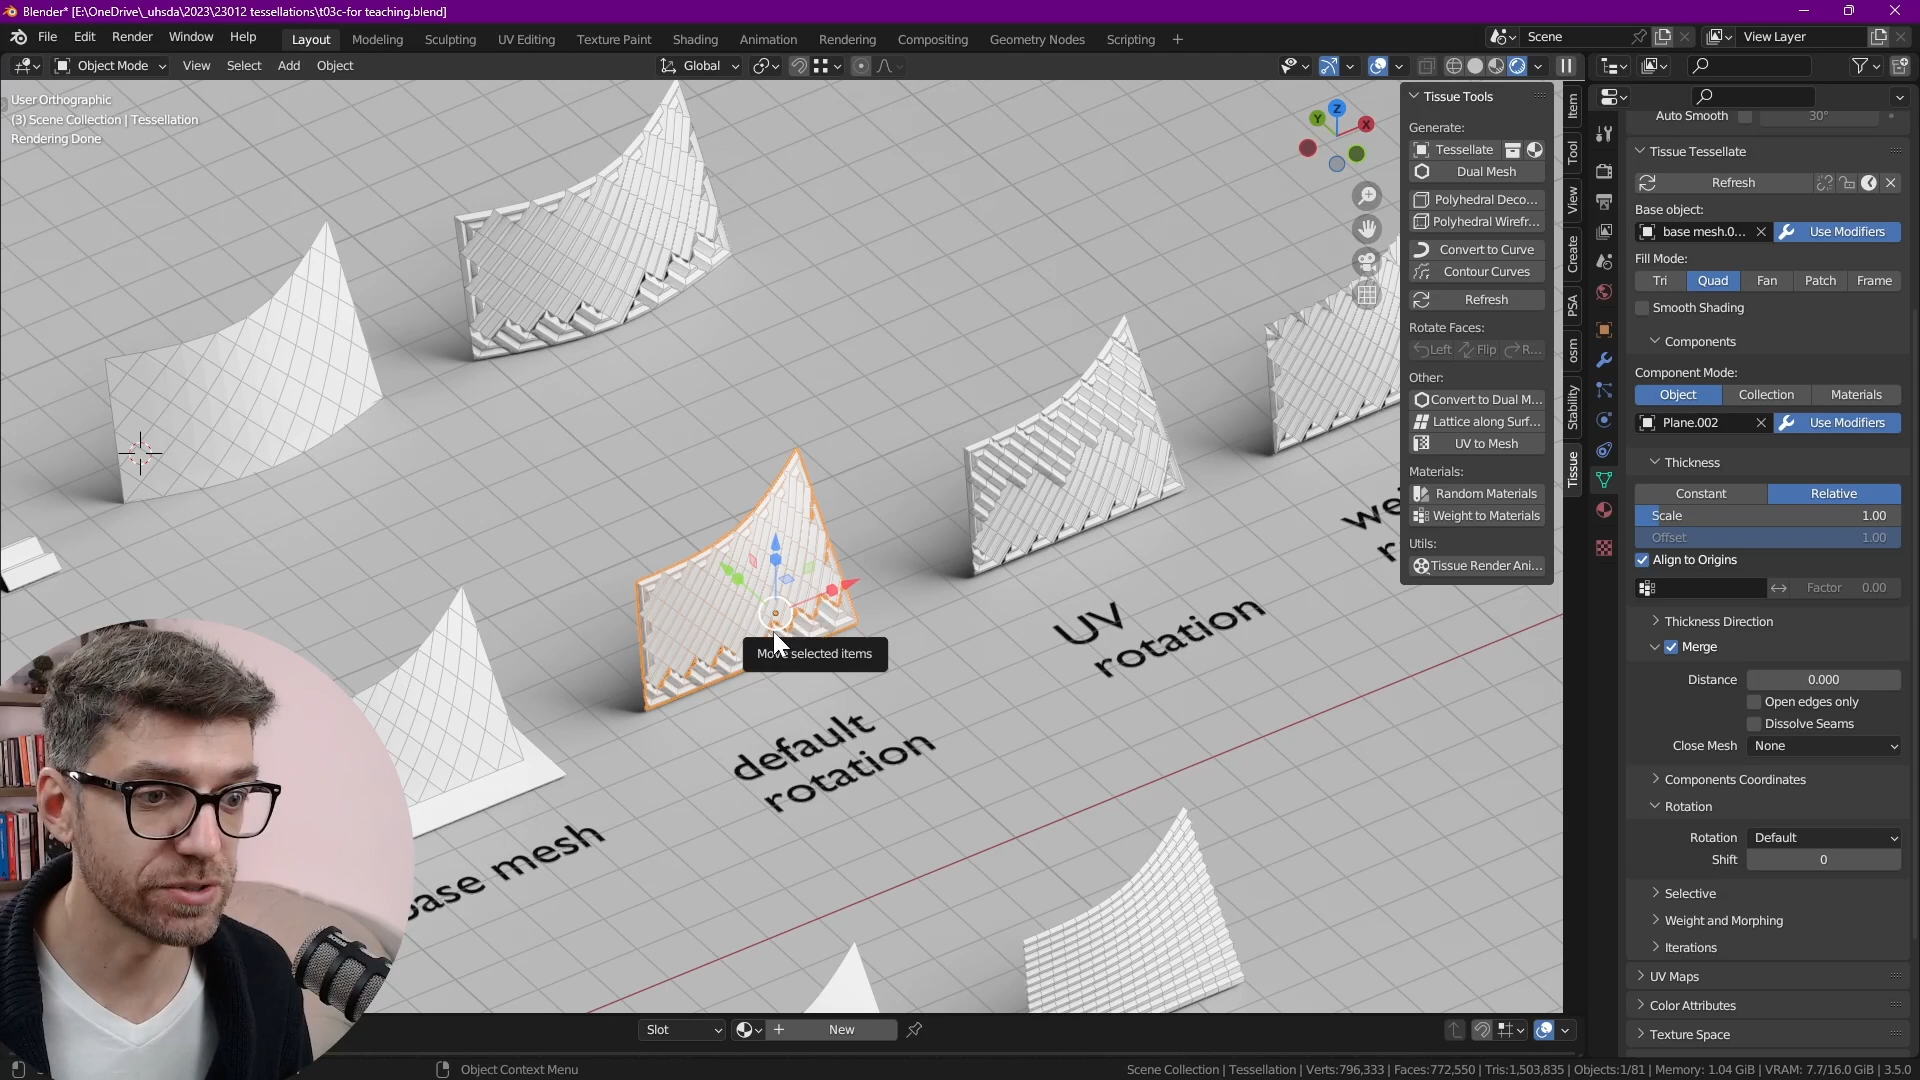 Blender* [E:\OneDrive\_uhsda\2023\23012 tessellations\t03c-for teaching.blend]
File Edit Render Window Help Layout Modeling Sculpting UV Editing Texture Paint Shading Animation Rendering Compositing Geometry Nodes Scripting + Scene View Layer
Object Mode View Select Add Object Global
User Orthographic
(3) Scene Collection | Tessellation
Rendering Done
Z
Y
X
Tissue Tools
Generate:
Tessellate
Dual Mesh
Polyhedral Deco...
Polyhedral Wirefr...
Convert to Curve
Contour Curves
Refresh
Rotate Faces:
Left Flip R...
Other:
Convert to Dual M...
Lattice along Surf...
UV to Mesh
Materials:
Random Materials
Weight to Materials
Utils:
Tissue Render Ani...
Item
Tool
View
Create
PSA
osm
Stability
Tissue
Auto Smooth 30°
Tissue Tessellate
Refresh
Base object:
base mesh.0... Use Modifiers
Fill Mode:
Tri Quad Fan Patch Frame
Smooth Shading
Components
Component Mode:
Object Collection Materials
Plane.002 Use Modifiers
Thickness
Constant Relative
Scale 1.00
Offset 1.00
Align to Origins
Factor 0.00
Thickness Direction
Merge
Distance 0.000
Open edges only
Dissolve Seams
Close Mesh None
Components Coordinates
Rotation
Rotation Default
Shift 0
Selective
Weight and Morphing
Iterations
UV Maps
Color Attributes
Texture Space
UV
rotation
Move selected items
default
rotation
base mesh
Slot New
Object Context Menu
Scene Collection | Tessellation | Verts:796,333 | Faces:772,550 | Tris:1,503,835 | Objects:1/81 | Memory: 1.04 GiB | VRAM: 7.7/16.0 GiB | 3.5.0